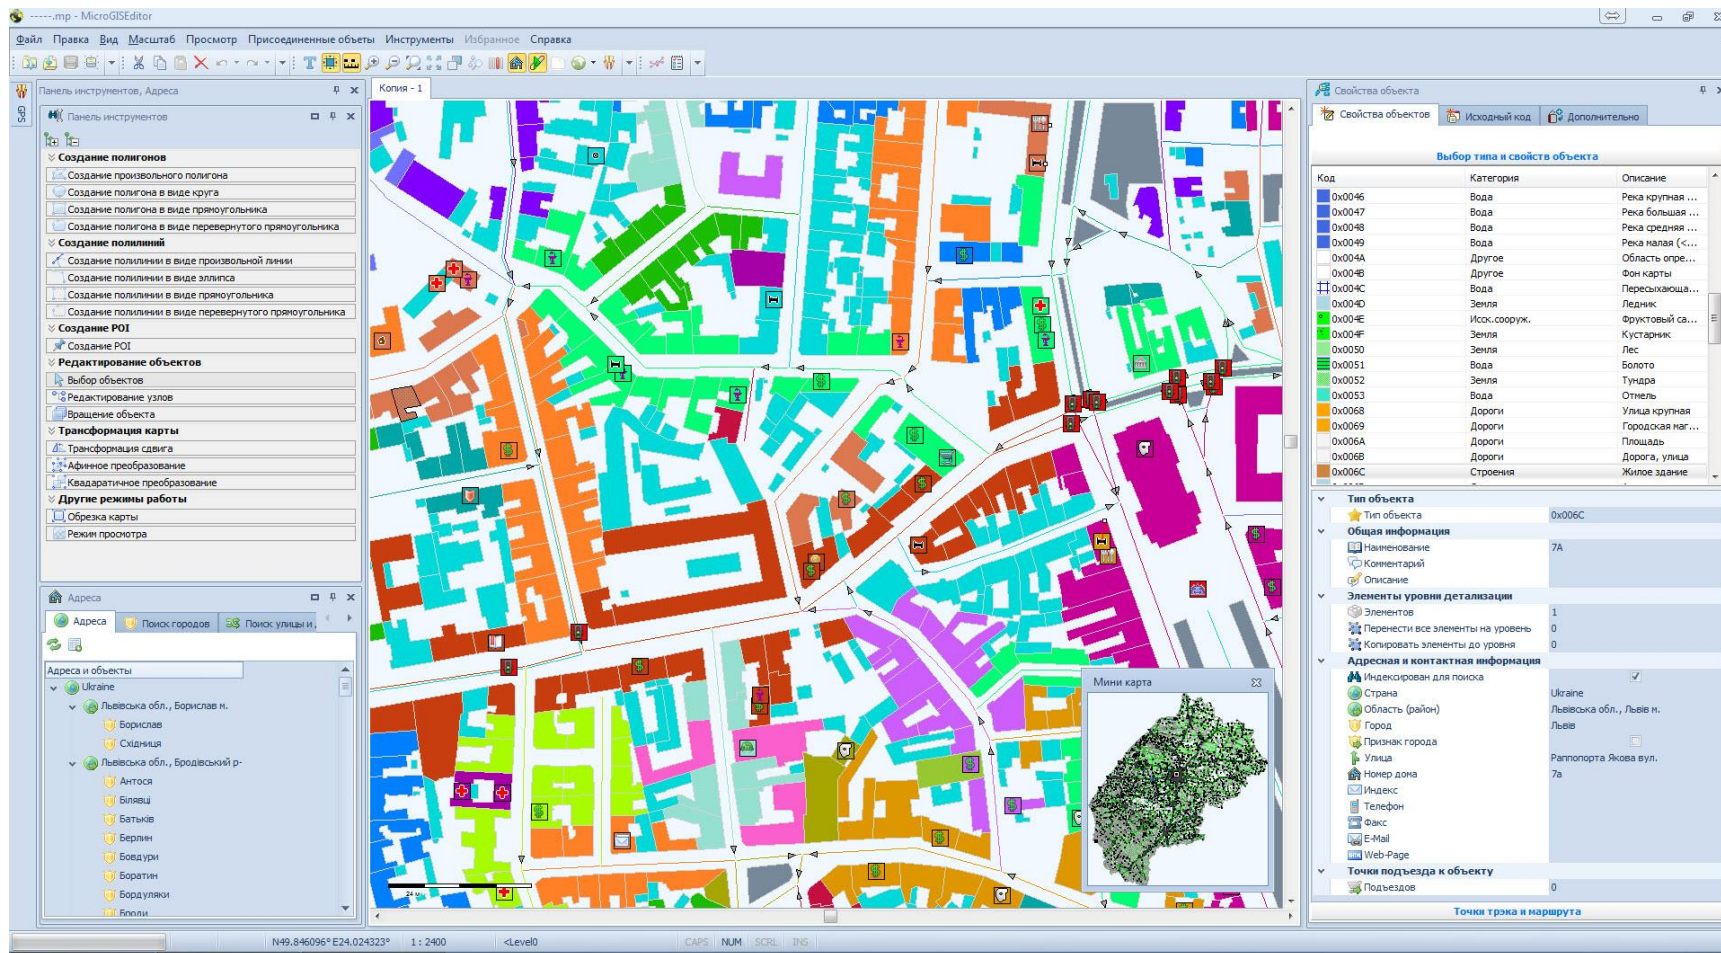 -----.mp - MicroGISEditor
Файл Правка Вид Масштаб Просмотр Присоединенные объеты Инструменты Избранное Справка
GPS
Панель инструментов, Адреса
Панель инструментов
Создание полигонов
Создание произвольного полигона
Создание полигона в виде круга
Создание полигона в виде прямоугольника
Создание полигона в виде перевернутого прямоугольника
Создание полилиний
Создание полилинии в виде произвольной линии
Создание полилинии в виде эллипса
Создание полилинии в виде прямоугольника
Создание полилинии в виде перевернутого прямоугольника
Создание POI
Создание POI
Редактирование объектов
Выбор объектов
Редактирование узлов
Вращение объекта
Трансформация карты
Трансформация сдвига
Афинное преобразование
Квадаратичное преобразование
Другие режимы работы
Обрезка карты
Режим просмотра
Адреса
Адреса Поиск городов Поиск улицы и
Адреса и объекты
Ukraine
Львівська обл., Борислав м.
Борислав
Східниця
Львівська обл., Бродівський р-
Антося
Білявці
Батьків
Берлин
Бовдури
Боратин
Бордуляки
Броди
Копия - 1
24 м
Мини карта
Свойства объекта
Свойства объектов Исходный код Дополнительно
Выбор типа и свойств объекта
Код Категория Описание
0x0046 Вода Река крупная ...
0x0047 Вода Река большая ...
0x0048 Вода Река средняя ...
0x0049 Вода Река малая (<...
0x004A Другое Область опре...
0x004B Другое Фон карты
0x004C Вода Пересыхающа...
0x004D Земля Ледник
0x004E Исск.сооруж. Фруктовый са...
0x004F Земля Кустарник
0x0050 Земля Лес
0x0051 Вода Болото
0x0052 Земля Тундра
0x0053 Вода Отмель
0x0068 Дороги Улица крупная
0x0069 Дороги Городская маг...
0x006A Дороги Площадь
0x006B Дороги Дорога, улица
0x006C Строения Жилое здание
Тип объекта
Тип объекта 0x006C
Общая информация
Наименование 7А
Комментарий
Описание
Элементы уровни детализации
Элементов 1
Перенести все элементы на уровень 0
Копировать элементы до уровня 0
Адресная и контактная информация
Индексирован для поиска
Страна Ukraine
Область (район) Львівська обл., Львів м.
Город Львів
Признак города
Улица Раппопорта Якова вул.
Номер дома 7а
Индекс
Телефон
Факс
E-Mail
Web-Page
Точки подъезда к объекту
Подъездов 0
Точки трэка и маршрута
N49.846096° E24.024323° 1 : 2400 <Level0 CAPS NUM SCRL INS